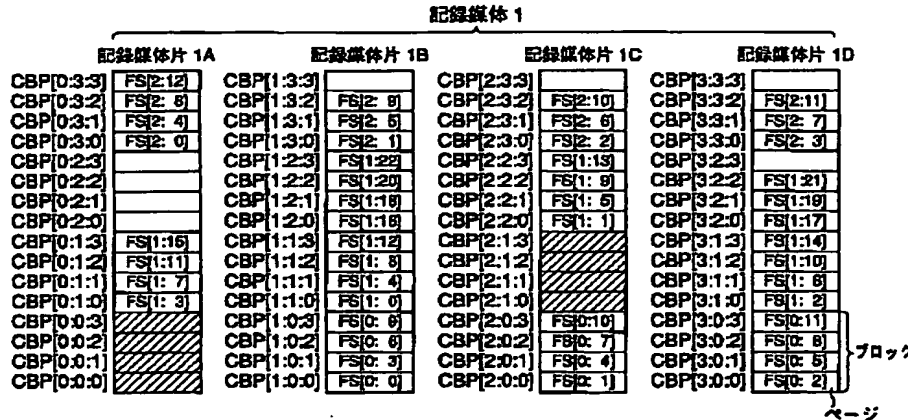 記録媒体 1
記録媒体片 1A 記録媒体片 1B 記録媒体片 1C 記録媒体片 1D
CBP[0:3:3] FS[2:12] CBP[1:3:3] CBP[2:3:3] CBP[3:3:3]
CBP[0:3:2] FS[2: 8] CBP[1:3:2] FS[2: 9] CBP[2:3:2] FS[2:10] CBP[3:3:2] FS[2:11]
CBP[0:3:1] FS[2: 4] CBP[1:3:1] FS[2: 5] CBP[2:3:1] FS[2: 6] CBP[3:3:1] FS[2: 7]
CBP[0:3:0] FS[2: 0] CBP[1:3:0] FS[2: 1] CBP[2:3:0] FS[2: 2] CBP[3:3:0] FS[2: 3]
CBP[0:2:3] CBP[1:2:3] FS[1:22] CBP[2:2:3] FS[1:13] CBP[3:2:3]
CBP[0:2:2] CBP[1:2:2] FS[1:20] CBP[2:2:2] FS[1: 9] CBP[3:2:2] FS[1:21]
CBP[0:2:1] CBP[1:2:1] FS[1:18] CBP[2:2:1] FS[1: 5] CBP[3:2:1] FS[1:19]
CBP[0:2:0] CBP[1:2:0] FS[1:16] CBP[2:2:0] FS[1: 1] CBP[3:2:0] FS[1:17]
CBP[0:1:3] FS[1:15] CBP[1:1:3] FS[1:12] CBP[2:1:3] CBP[3:1:3] FS[1:14]
CBP[0:1:2] FS[1:11] CBP[1:1:2] FS[1: 8] CBP[2:1:2] CBP[3:1:2] FS[1:10]
CBP[0:1:1] FS[1: 7] CBP[1:1:1] FS[1: 4] CBP[2:1:1] CBP[3:1:1] FS[1: 6]
CBP[0:1:0] FS[1: 3] CBP[1:1:0] FS[1: 0] CBP[2:1:0] CBP[3:1:0] FS[1: 2]
CBP[0:0:3] CBP[1:0:3] FS[0: 9] CBP[2:0:3] FS[0:10] CBP[3:0:3] FS[0:11]
CBP[0:0:2] CBP[1:0:2] FS[0: 6] CBP[2:0:2] FS[0: 7] CBP[3:0:2] FS[0: 8] ブロック
CBP[0:0:1] CBP[1:0:1] FS[0: 3] CBP[2:0:1] FS[0: 4] CBP[3:0:1] FS[0: 5]
CBP[0:0:0] CBP[1:0:0] FS[0: 0] CBP[2:0:0] FS[0: 1] CBP[3:0:0] FS[0: 2]
ページ